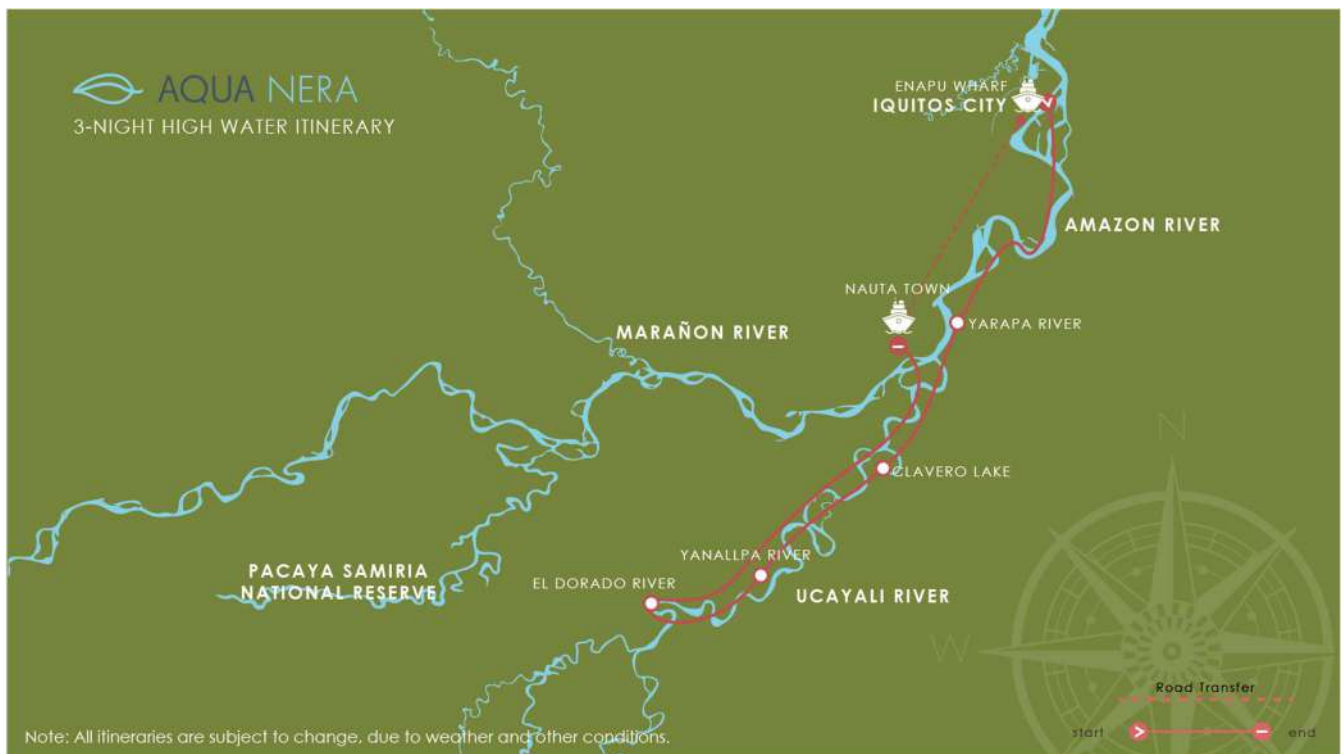 AQUA NERA
3-NIGHT HIGH WATER ITINERARY
ENAPU WHARF
IQUITOS CITY
AMAZON RIVER
NAUTA TOWN
YARAPA RIVER
MARAÑON RIVER
CLAVERO LAKE
YANALLPA RIVER
PACAYA SAMIRIA
NATIONAL RESERVE
EL DORADO RIVER
UCAYALI RIVER
N
W
Road Transfer
start
end
Note: All itineraries are subject to change, due to weather and other conditions.